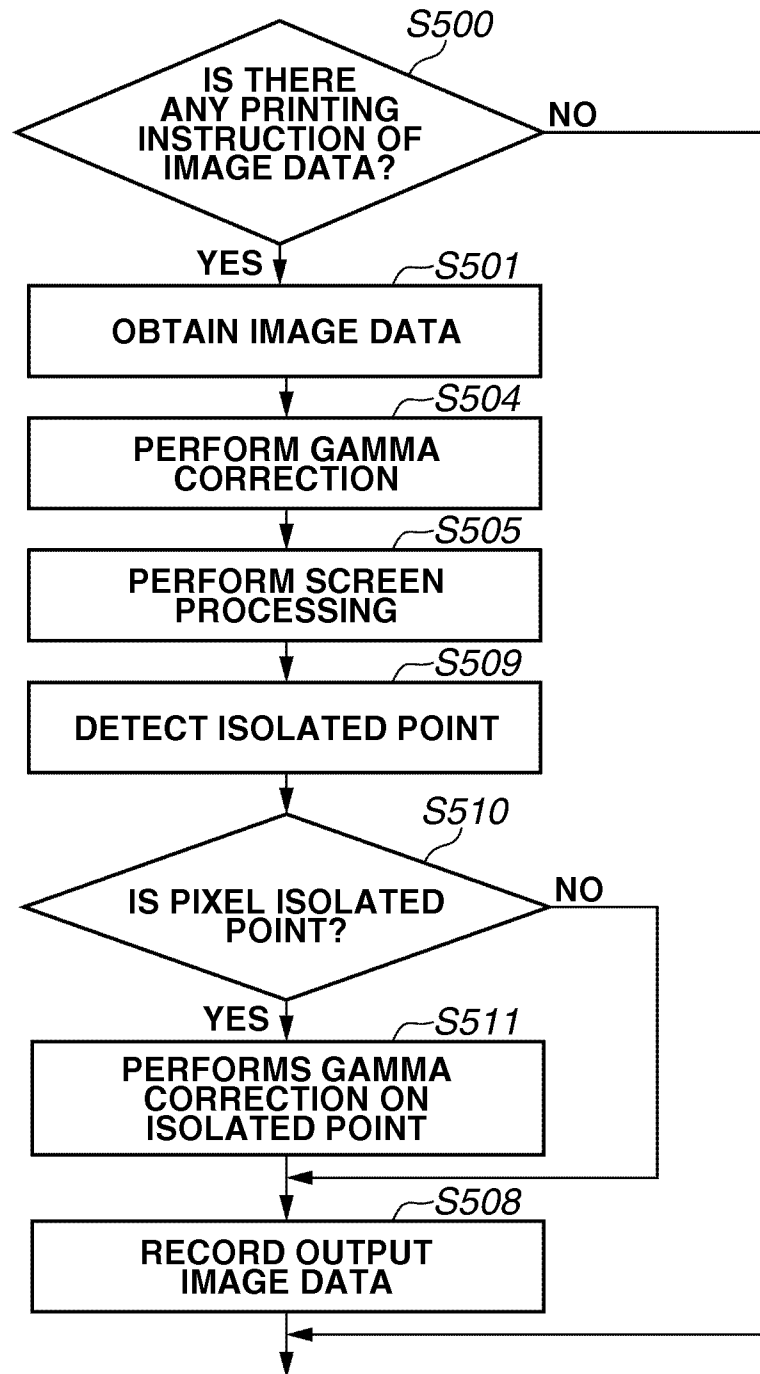 S500
IS THERE
ANY PRINTING
INSTRUCTION OF
IMAGE DATA?
NO
YES
S501
OBTAIN IMAGE DATA
S504
PERFORM GAMMA
CORRECTION
S505
PERFORM SCREEN
PROCESSING
S509
DETECT ISOLATED POINT
S510
IS PIXEL ISOLATED
POINT?
NO
YES
S511
PERFORMS GAMMA
CORRECTION ON
ISOLATED POINT
S508
RECORD OUTPUT
IMAGE DATA